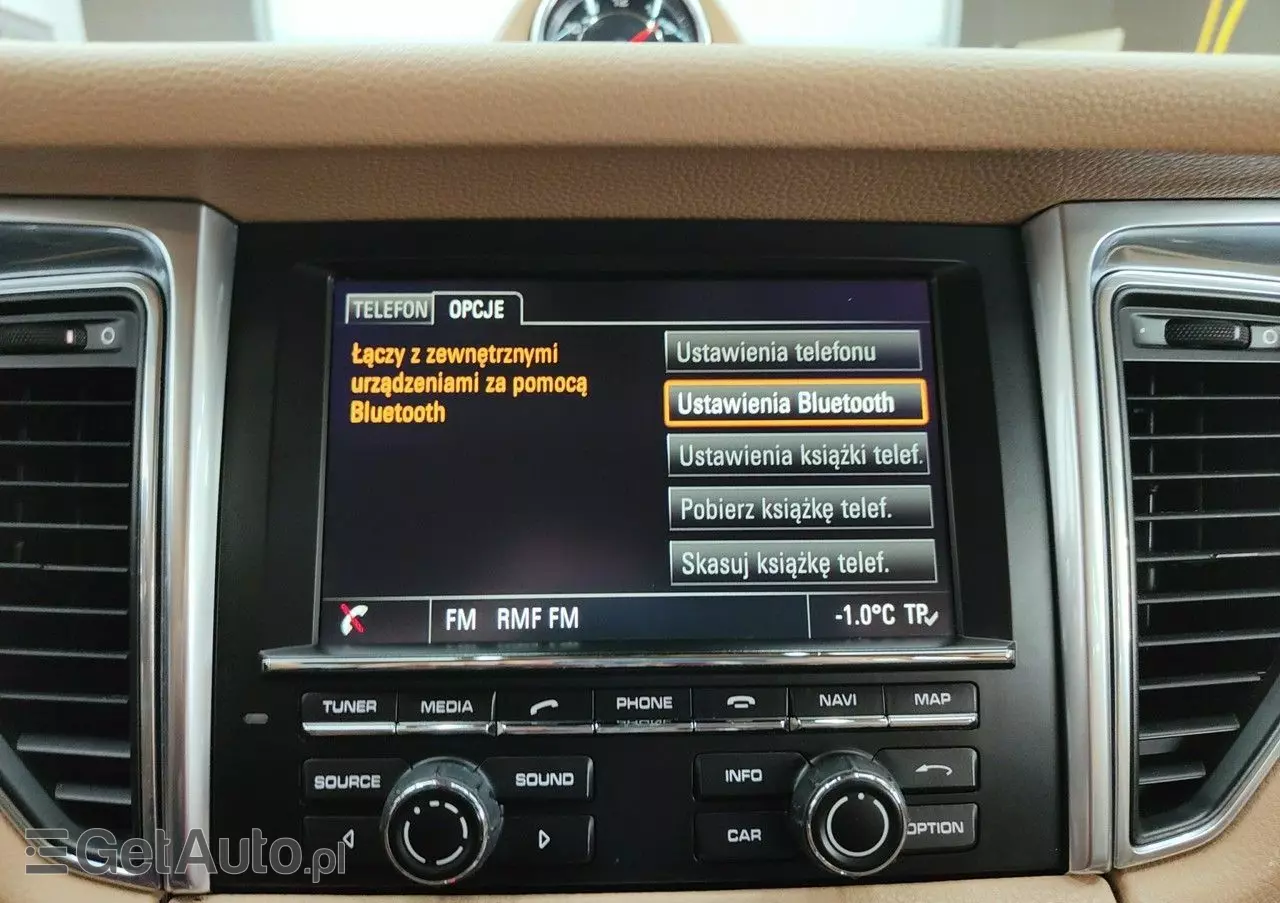 TELEFON OPCJE
Łączy z zewnętrznymi
urządzeniami za pomocą
Bluetooth
Ustawienia telefonu
Ustawienia Bluetooth
Ustawienia książki telef.
Pobierz książkę telef.
Skasuj książkę telef.
FM RMF FM -1.0°C TP
TUNER MEDIA PHONE NAVI MAP
SOURCE SOUND INFO
CAR OPTION
GetAuto.pl